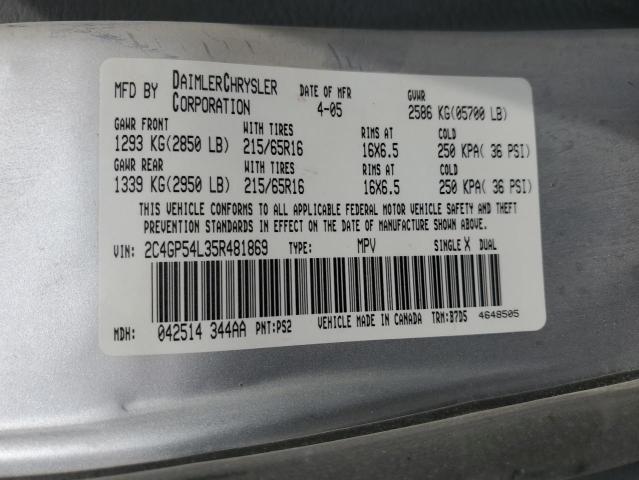 MFD BY DAIMLERCHRYSLER CORPORATION DATE OF MFR 4-05 GVWR 2586 KG(05700 LB)
GAWR FRONT WITH TIRES RIMS AT COLD
1293 KG(2850 LB) 215/65R16 16X6.5 250 KPA( 36 PSI)
GAWR REAR WITH TIRES RIMS AT COLD
1339 KG(2950 LB) 215/65R16 16X6.5 250 KPA( 36 PSI)
THIS VEHICLE CONFORMS TO ALL APPLICABLE FEDERAL MOTOR VEHICLE SAFETY AND THEFT
PREVENTION STANDARDS IN EFFECT ON THE DATE OF MANUFACTURE SHOWN ABOVE.
VIN: 2C4GP54L35R481869 TYPE: MPV SINGLE X DUAL
MDH: 042514 344AA PNT:PS2 VEHICLE MADE IN CANADA TRM:B7D5 4648505